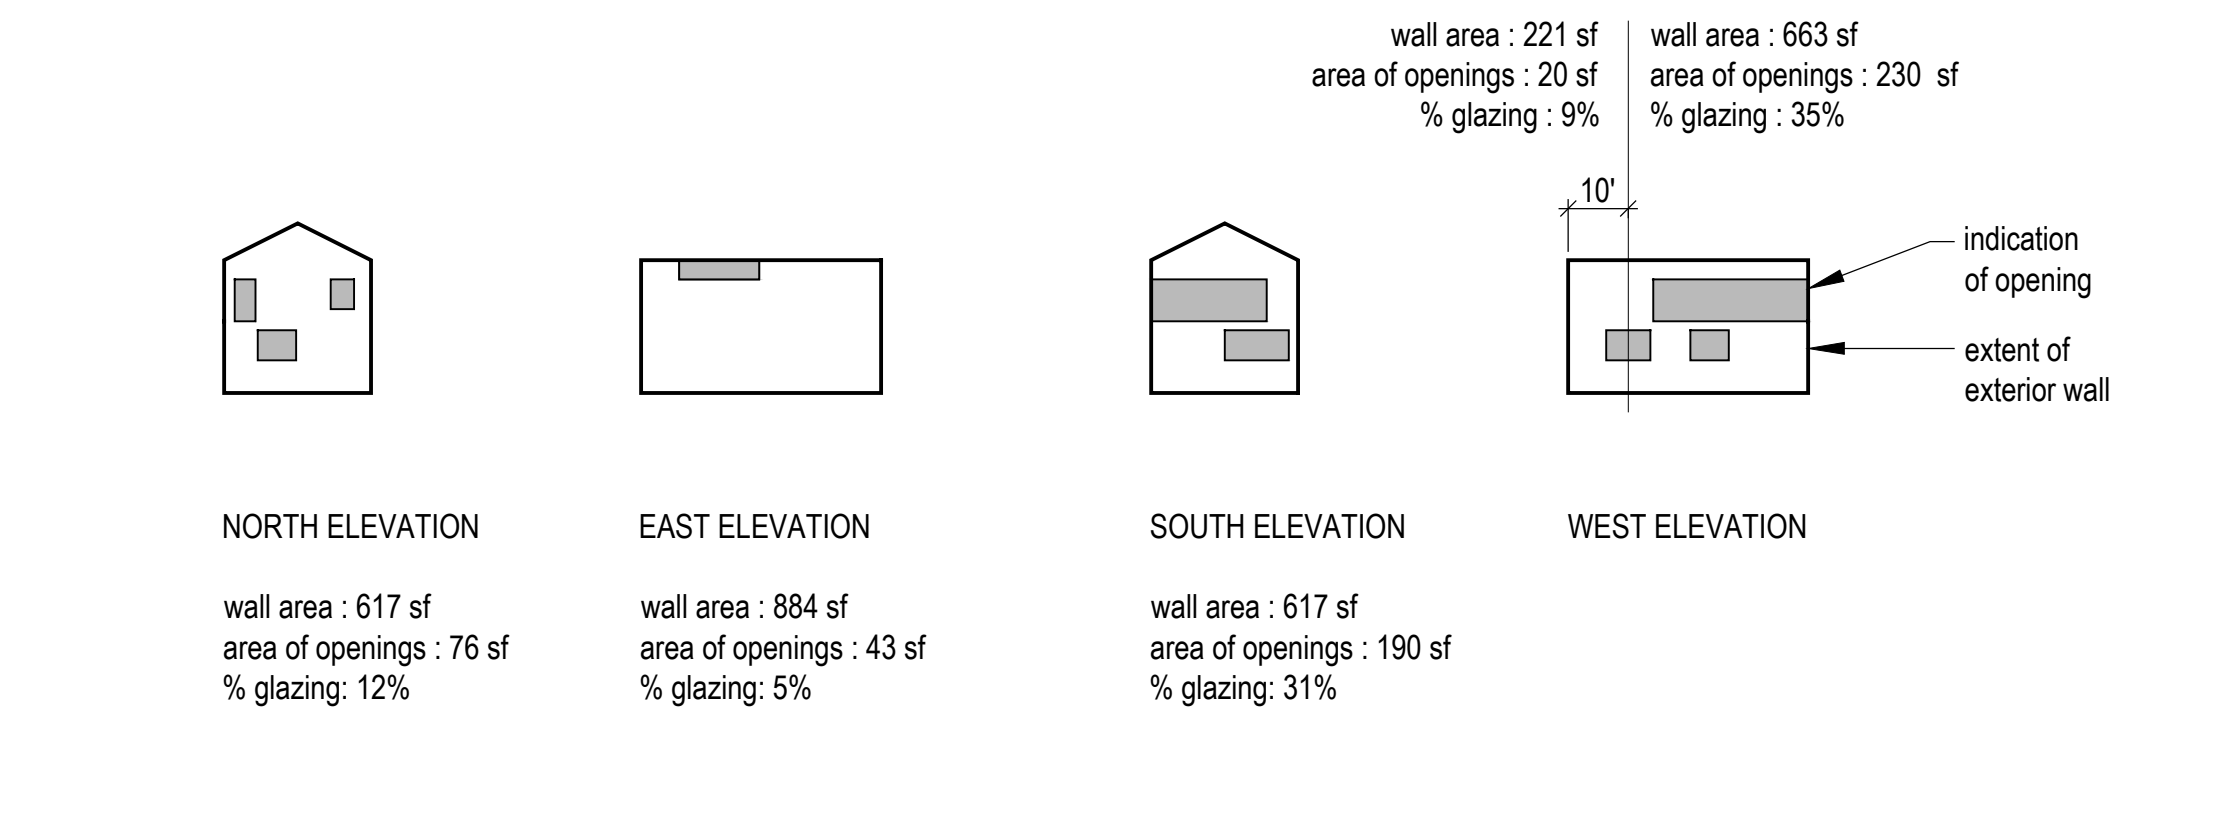 wall area : 221 sf
area of openings : 20 sf
% glazing : 9%
wall area : 663 sf
area of openings : 230  sf
% glazing : 35%
10'
indication
of opening
extent of
exterior wall
NORTH ELEVATION
wall area : 617 sf
area of openings : 76 sf
% glazing: 12%
EAST ELEVATION
wall area : 884 sf
area of openings : 43 sf
% glazing: 5%
SOUTH ELEVATION
wall area : 617 sf
area of openings : 190 sf
% glazing: 31%
WEST ELEVATION